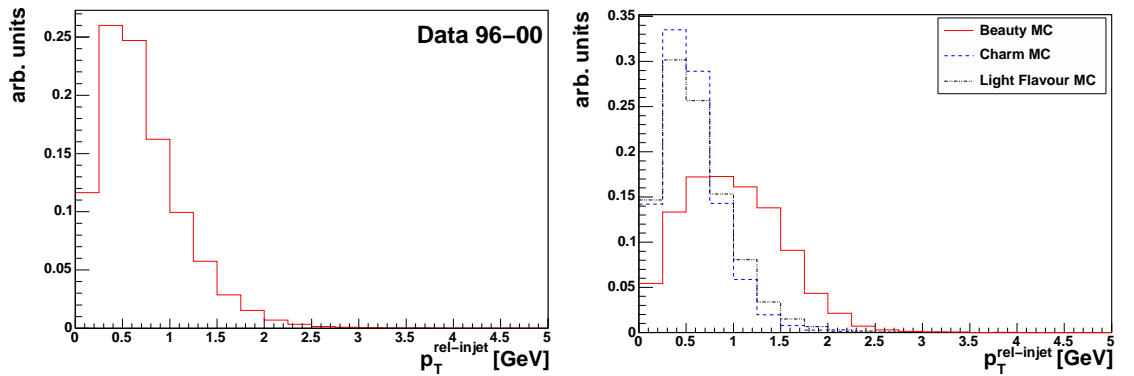 arb. units
Data 96−00
0.25
0.2
0.15
0.1
0.05
0
0 0.5 1 1.5 2 2.5 3 3.5 4 4.5 5
p_T^rel−injet [GeV]
arb. units
Beauty MC
Charm MC
Light Flavour MC
0.35
0.3
0.25
0.2
0.15
0.1
0.05
0
0 0.5 1 1.5 2 2.5 3 3.5 4 4.5 5
p_T^rel−injet [GeV]